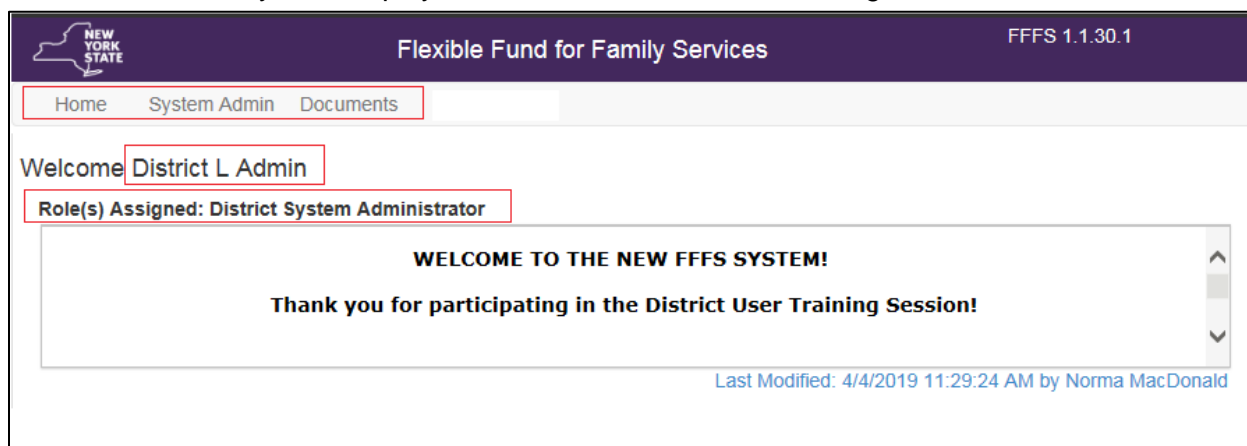 NEW
YORK
STATE
Flexible Fund for Family Services
FFFS 1.1.30.1
Home System Admin Documents
Welcome District L Admin
Role(s) Assigned: District System Administrator
WELCOME TO THE NEW FFFS SYSTEM!
Thank you for participating in the District User Training Session!
Last Modified: 4/4/2019 11:29:24 AM by Norma MacDonald